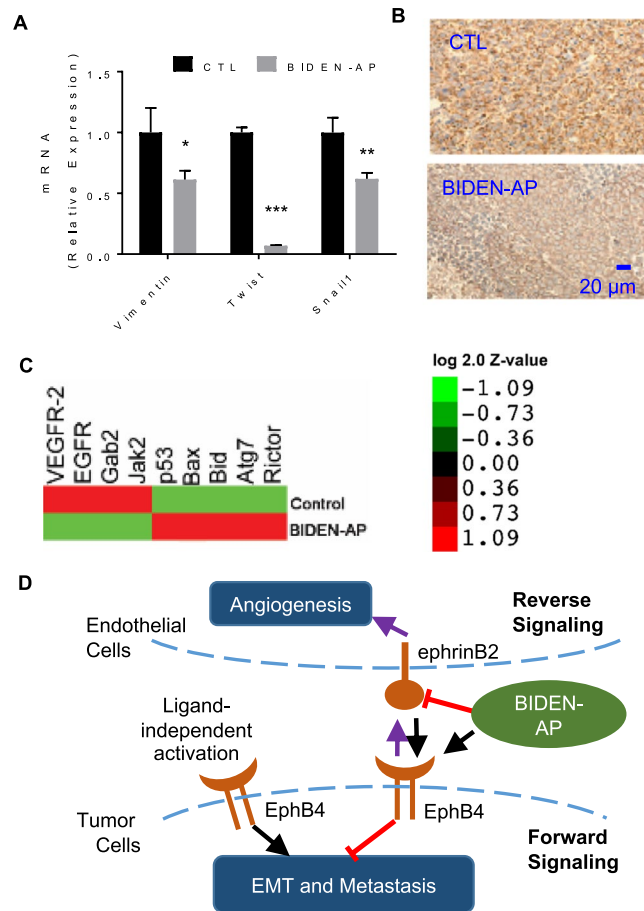 A
CTL BIDEN-AP
mRNA
(Relative Expression)
1.5
1.0
0.5
0.0
*
***
**
Vimentin
Twist
Snail1
B
CTL
BIDEN-AP
20 µm
C
VEGFR-2
EGFR
Gab2
Jak2
p53
Bax
Bid
Atg7
Rictor
Control
BIDEN-AP
log 2.0 Z-value
-1.09
-0.73
-0.36
0.00
0.36
0.73
1.09
D
Angiogenesis
Reverse
Signaling
Endothelial
Cells
ephrinB2
Ligand-
independent
activation
BIDEN-
AP
EphB4
EphB4
Tumor
Cells
Forward
Signaling
EMT and Metastasis